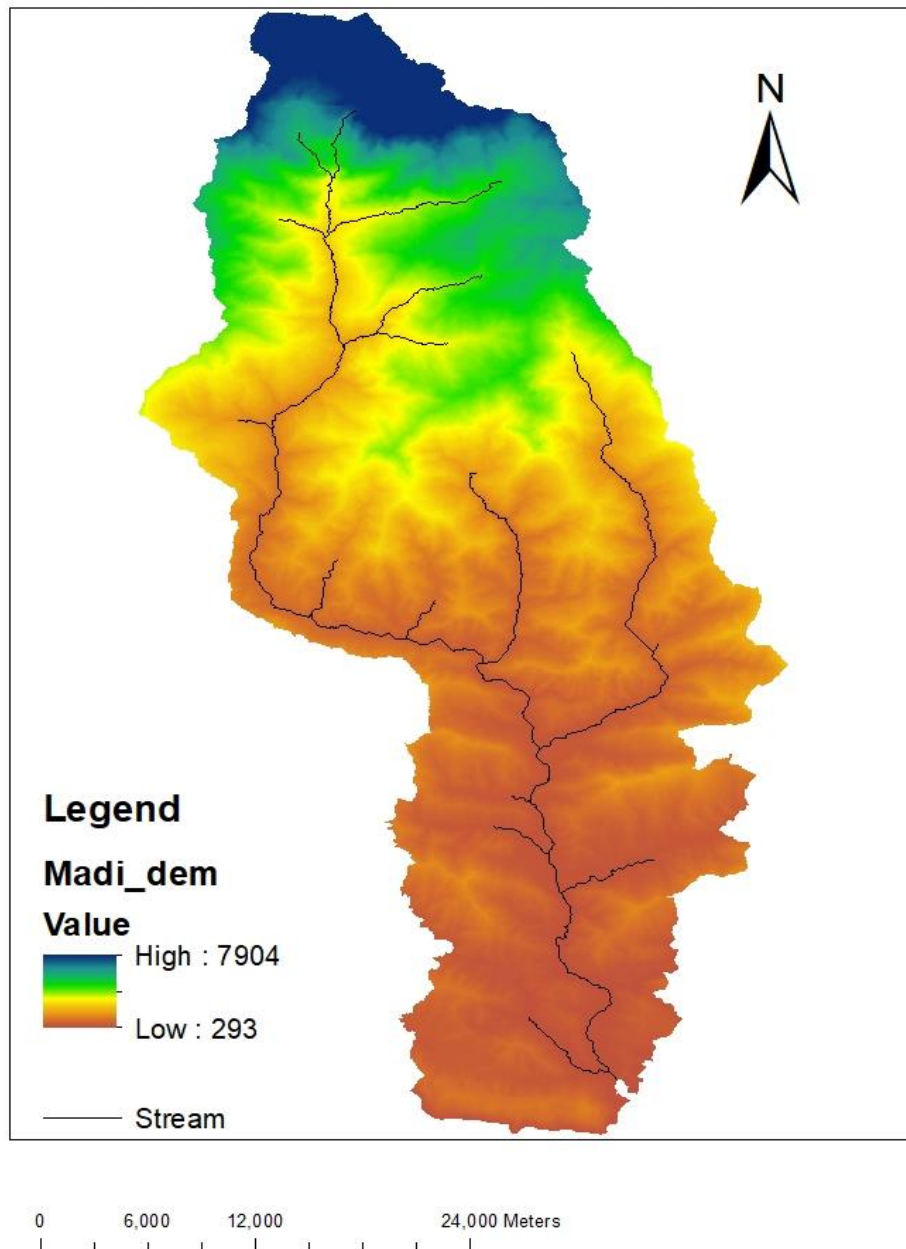 N
Legend
Madi_dem
Value
High : 7904
Low : 293
Stream
0 6,000 12,000 24,000 Meters